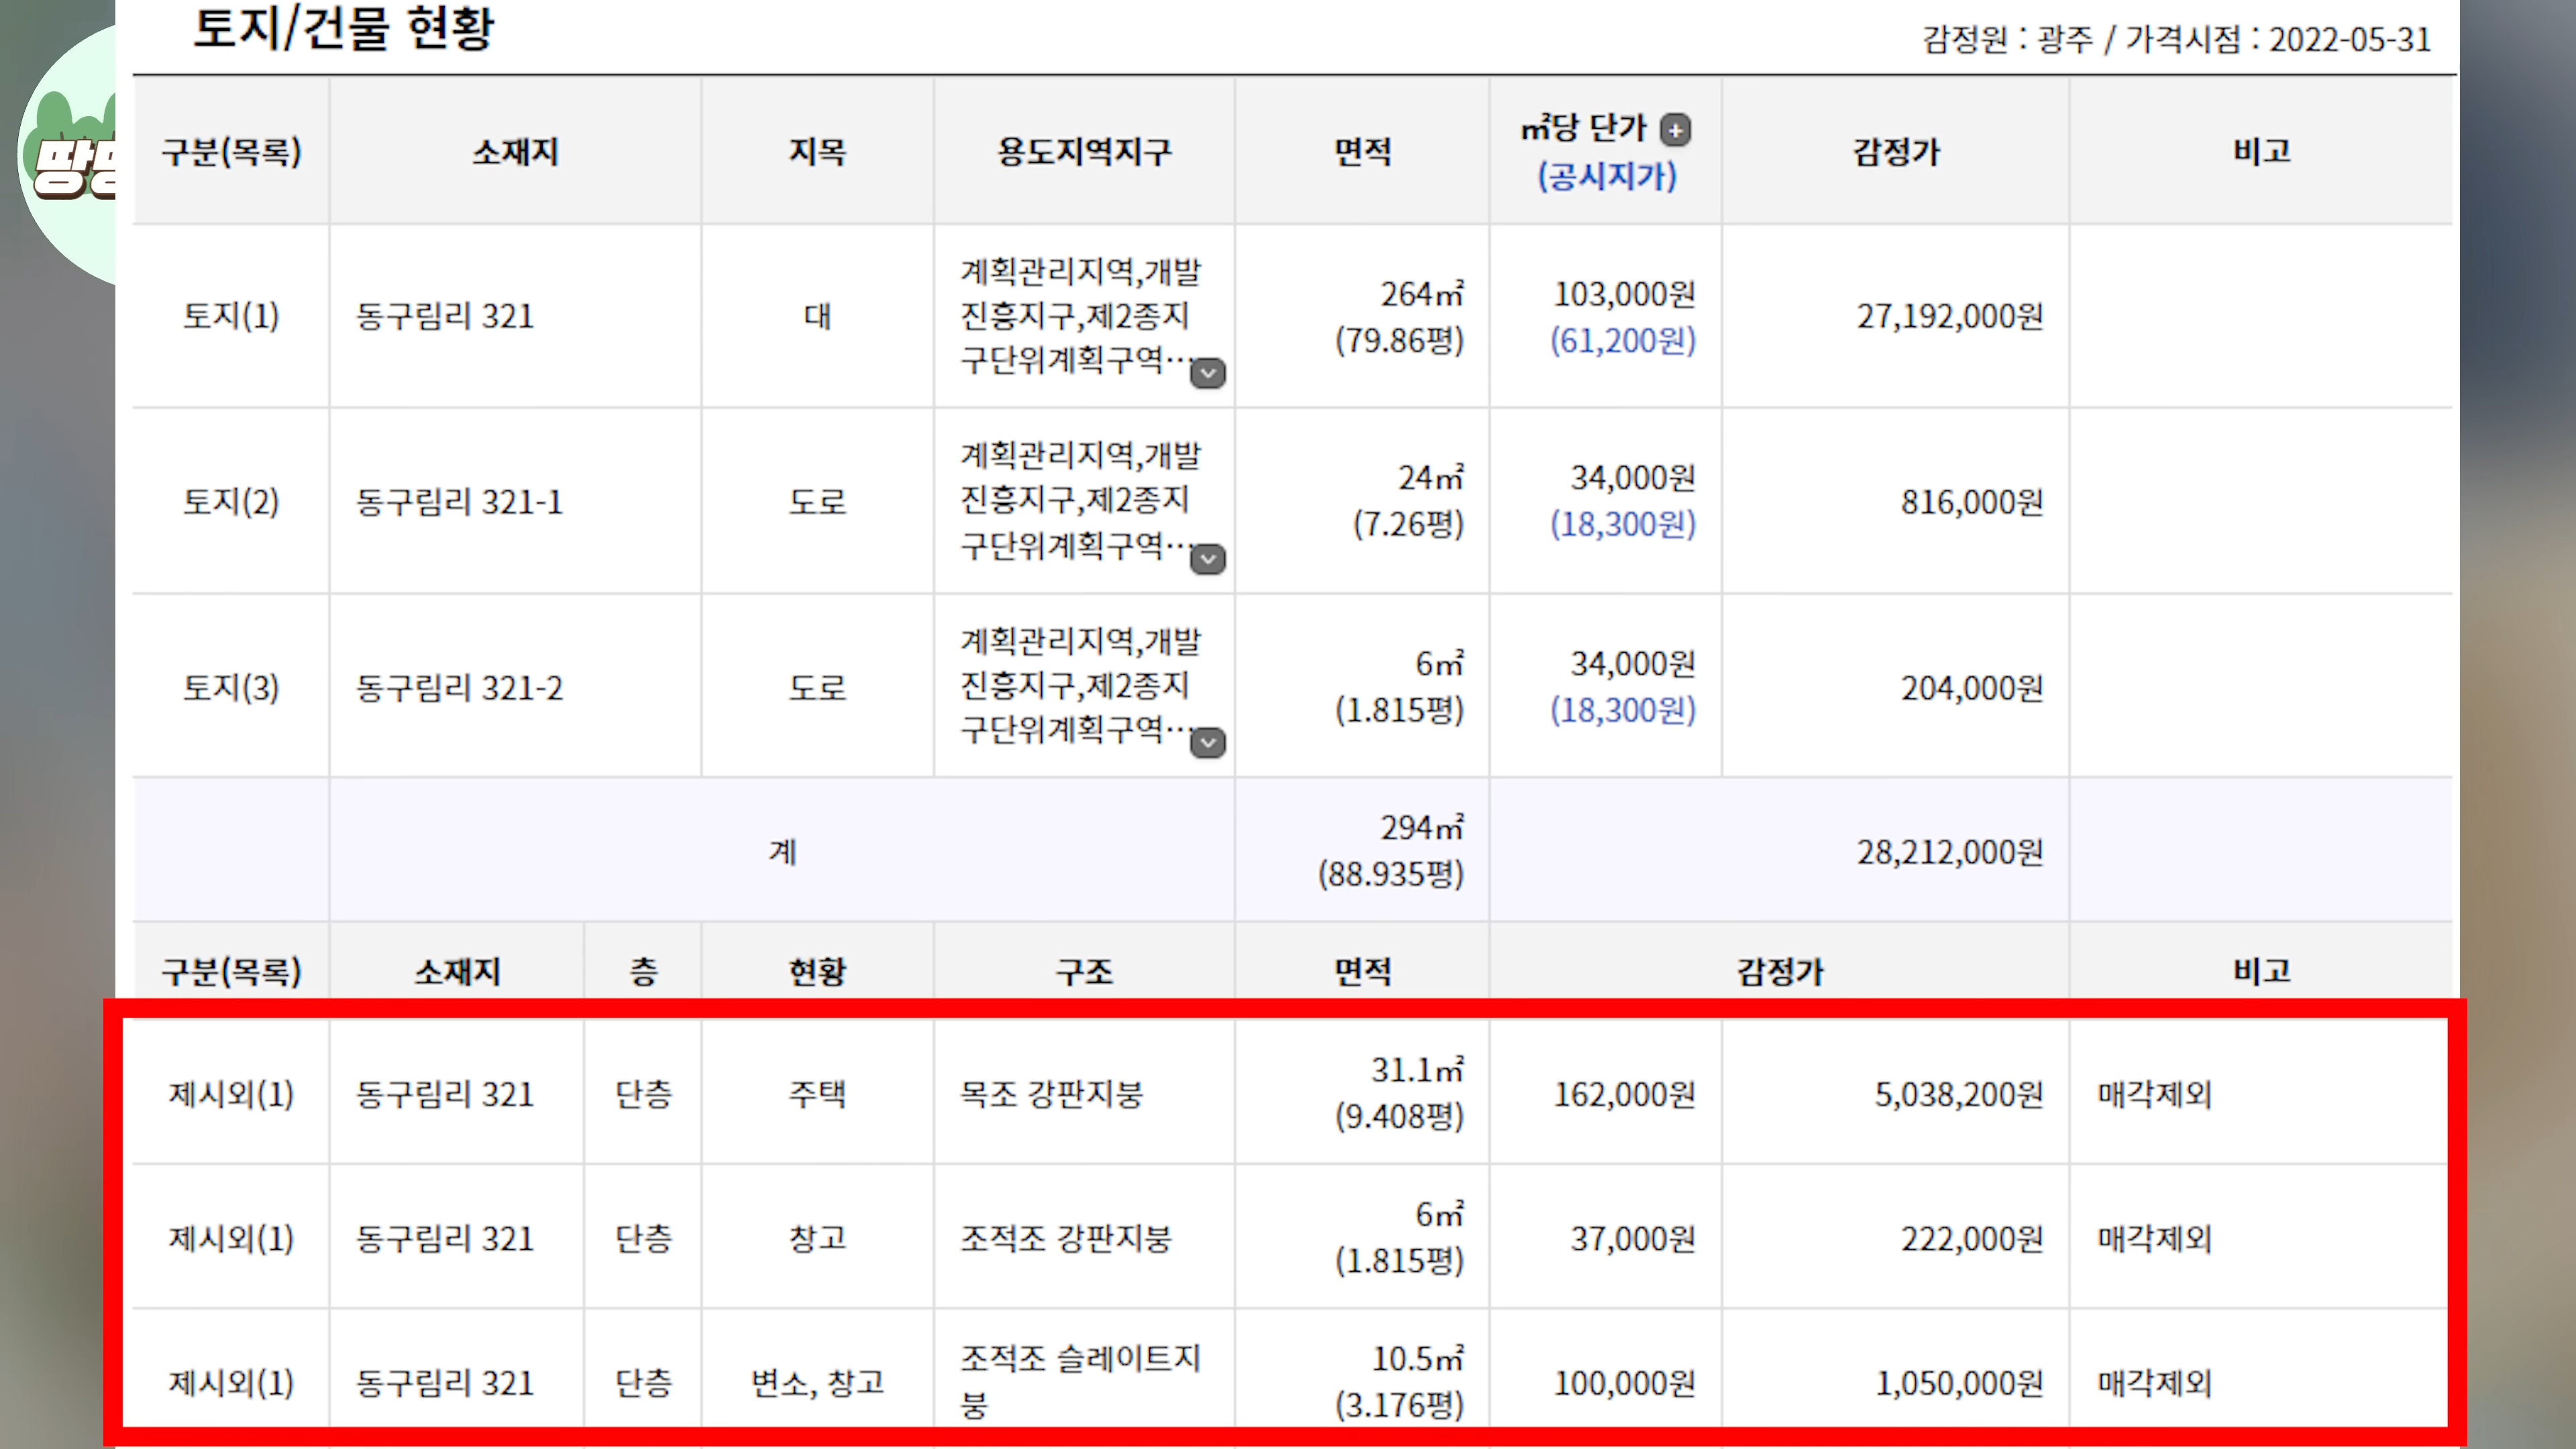 토지/건물 현황
감정원 : 광주 / 가격시점 : 2022-05-31
구분(목록) 소재지 지목 용도지역지구 면적 ㎡당 단가 (공시지가) 감정가 비고
토지(1) 동구림리 321 대 계획관리지역,개발진흥지구,제2종지구단위계획구역… 264㎡ (79.86평) 103,000원 (61,200원) 27,192,000원
토지(2) 동구림리 321-1 도로 계획관리지역,개발진흥지구,제2종지구단위계획구역… 24㎡ (7.26평) 34,000원 (18,300원) 816,000원
토지(3) 동구림리 321-2 도로 계획관리지역,개발진흥지구,제2종지구단위계획구역… 6㎡ (1.815평) 34,000원 (18,300원) 204,000원
계 294㎡ (88.935평) 28,212,000원
구분(목록) 소재지 층 현황 구조 면적 감정가 비고
제시외(1) 동구림리 321 단층 주택 목조 강판지붕 31.1㎡ (9.408평) 162,000원 5,038,200원 매각제외
제시외(1) 동구림리 321 단층 창고 조적조 강판지붕 6㎡ (1.815평) 37,000원 222,000원 매각제외
제시외(1) 동구림리 321 단층 변소, 창고 조적조 슬레이트지붕 10.5㎡ (3.176평) 100,000원 1,050,000원 매각제외